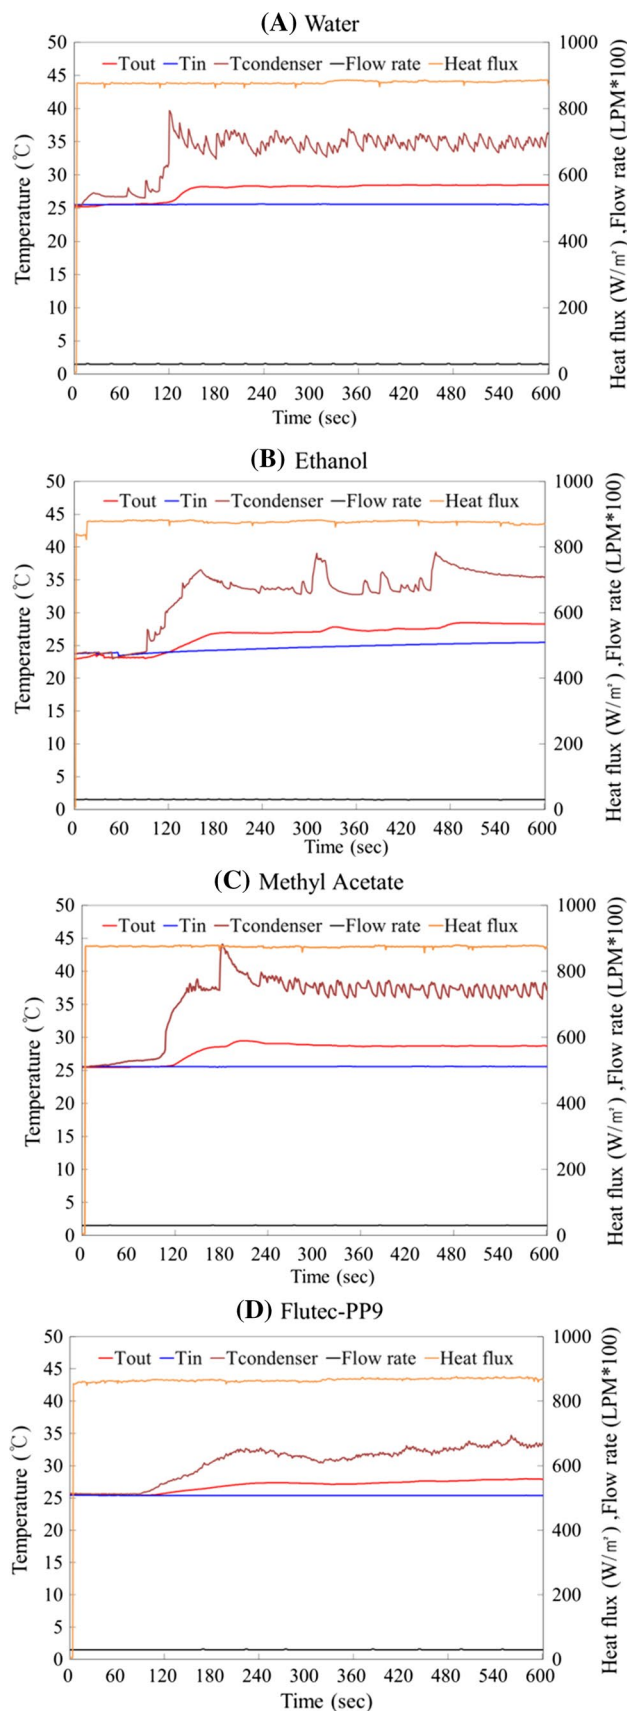 (A) Water
Tout Tin Tcondenser Flow rate Heat flux
50
45
40
35
30
25
20
15
10
5
0
1000
800
600
400
200
0
0 60 120 180 240 300 360 420 480 540 600
Time (sec)
Temperature (℃)
Heat flux (W/㎡) ,Flow rate (LPM*100)
(B) Ethanol
Tout Tin Tcondenser Flow rate Heat flux
50
45
40
35
30
25
20
15
10
5
0
1000
800
600
400
200
0
0 60 120 180 240 300 360 420 480 540 600
Time (sec)
Temperature (℃)
Heat flux (W/㎡) ,Flow rate (LPM*100)
(C) Methyl Acetate
Tout Tin Tcondenser Flow rate Heat flux
50
45
40
35
30
25
20
15
10
5
0
1000
800
600
400
200
0
0 60 120 180 240 300 360 420 480 540 600
Time (sec)
Temperature (℃)
Heat flux (W/㎡) ,Flow rate (LPM*100)
(D) Flutec-PP9
Tout Tin Tcondenser Flow rate Heat flux
50
45
40
35
30
25
20
15
10
5
0
1000
800
600
400
200
0
0 60 120 180 240 300 360 420 480 540 600
Time (sec)
Temperature (℃)
Heat flux (W/㎡) ,Flow rate (LPM*100)